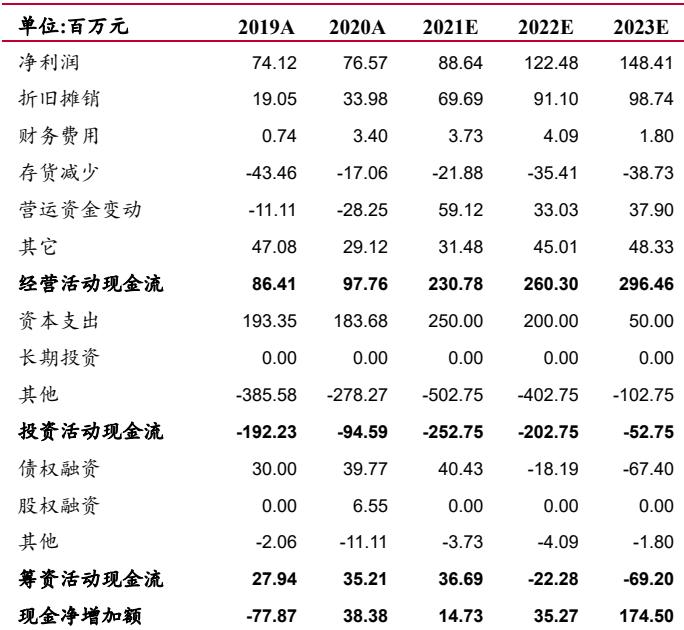 单位:百万元 2019A 2020A 2021E 2022E 2023E
净利润 74.12 76.57 88.64 122.48 148.41
折旧摊销 19.05 33.98 69.69 91.10 98.74
财务费用 0.74 3.40 3.73 4.09 1.80
存货减少 -43.46 -17.06 -21.88 -35.41 -38.73
营运资金变动 -11.11 -28.25 59.12 33.03 37.90
其它 47.08 29.12 31.48 45.01 48.33
经营活动现金流 86.41 97.76 230.78 260.30 296.46
资本支出 193.35 183.68 250.00 200.00 50.00
长期投资 0.00 0.00 0.00 0.00 0.00
其他 -385.58 -278.27 -502.75 -402.75 -102.75
投资活动现金流 -192.23 -94.59 -252.75 -202.75 -52.75
债权融资 30.00 39.77 40.43 -18.19 -67.40
股权融资 0.00 6.55 0.00 0.00 0.00
其他 -2.06 -11.11 -3.73 -4.09 -1.80
筹资活动现金流 27.94 35.21 36.69 -22.28 -69.20
现金净增加额 -77.87 38.38 14.73 35.27 174.50